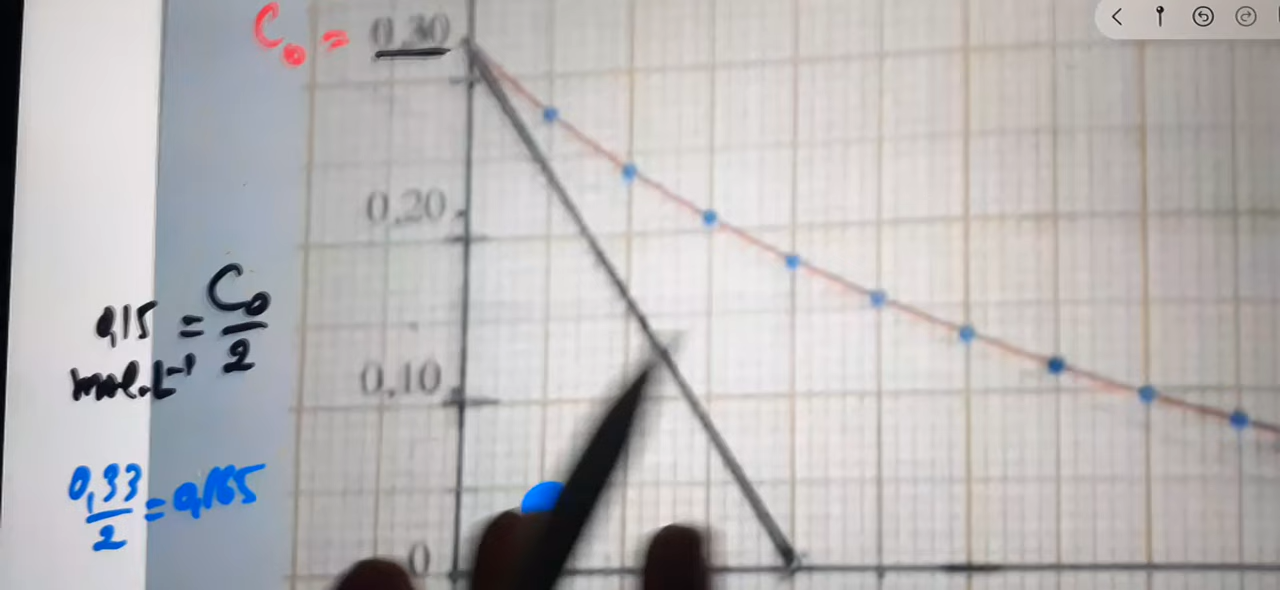 C₀ = 0,30
0,20
0,15 = C₀/2
mol.L⁻¹
0,10
0,33/2 = 0,165
0